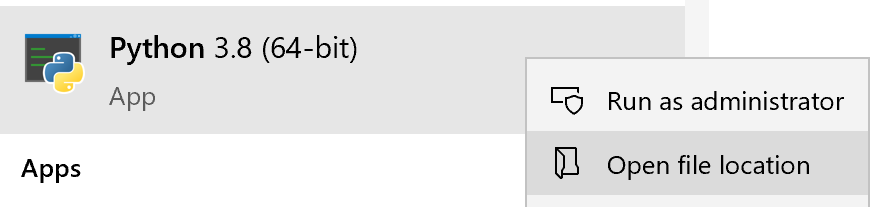 Python 3.8 (64-bit)
App
Apps
Run as administrator
Open file location